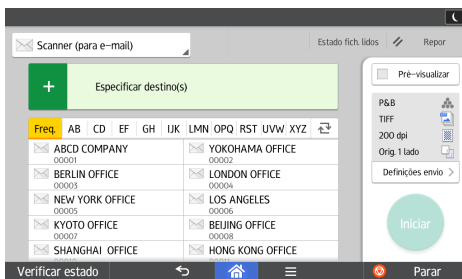 Scanner (para e-mail)
Estado fich. lidos
Repor
+ Especificar destino(s)
Pré-visualizar
Freq. AB CD EF GH IJK LMN OPQ RST UVW XYZ
ABCD COMPANY
00001
YOKOHAMA OFFICE
00002
BERLIN OFFICE
00003
LONDON OFFICE
00004
NEW YORK OFFICE
00005
LOS ANGELES
00006
KYOTO OFFICE
00007
BEIJING OFFICE
00008
SHANGHAI OFFICE
HONG KONG OFFICE
P&B
TIFF
200 dpi
Orig. 1 lado
Definições envio >
Iniciar
Verificar estado
Parar